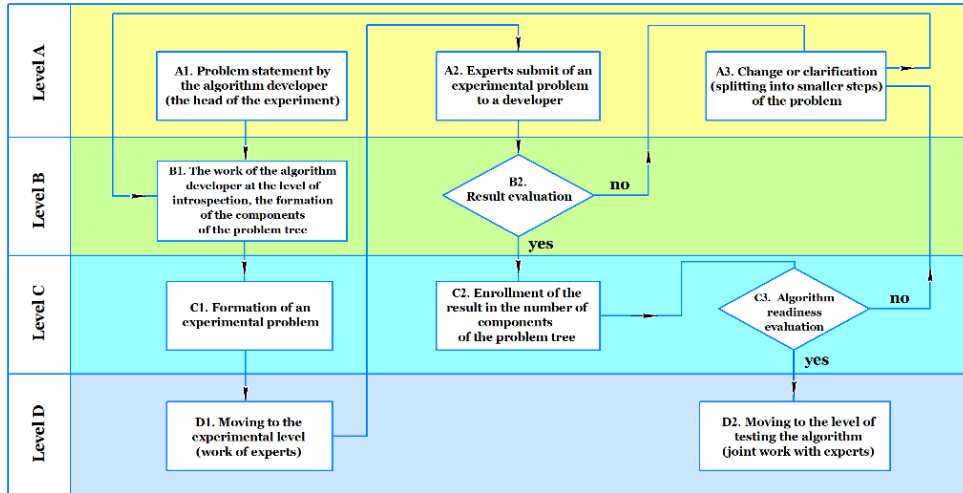 Level A
A1. Problem statement by
the algorithm developer
(the head of the experiment)
A2. Experts submit of an
experimental problem
to a developer
A3. Change or clarification
(splitting into smaller steps)
of the problem
Level B
B1. The work of the algorithm
developer at the level of
introspection, the formation
of the components
of the problem tree
B2.
Result evaluation
no
yes
Level C
C1. Formation of an
experimental problem
C2. Enrollment of the
result in the number of
components
of the problem tree
C3. Algorithm
readiness
evaluation
no
yes
Level D
D1. Moving to the
experimental level
(work of experts)
D2. Moving to the level of
testing the algorithm
(joint work with experts)